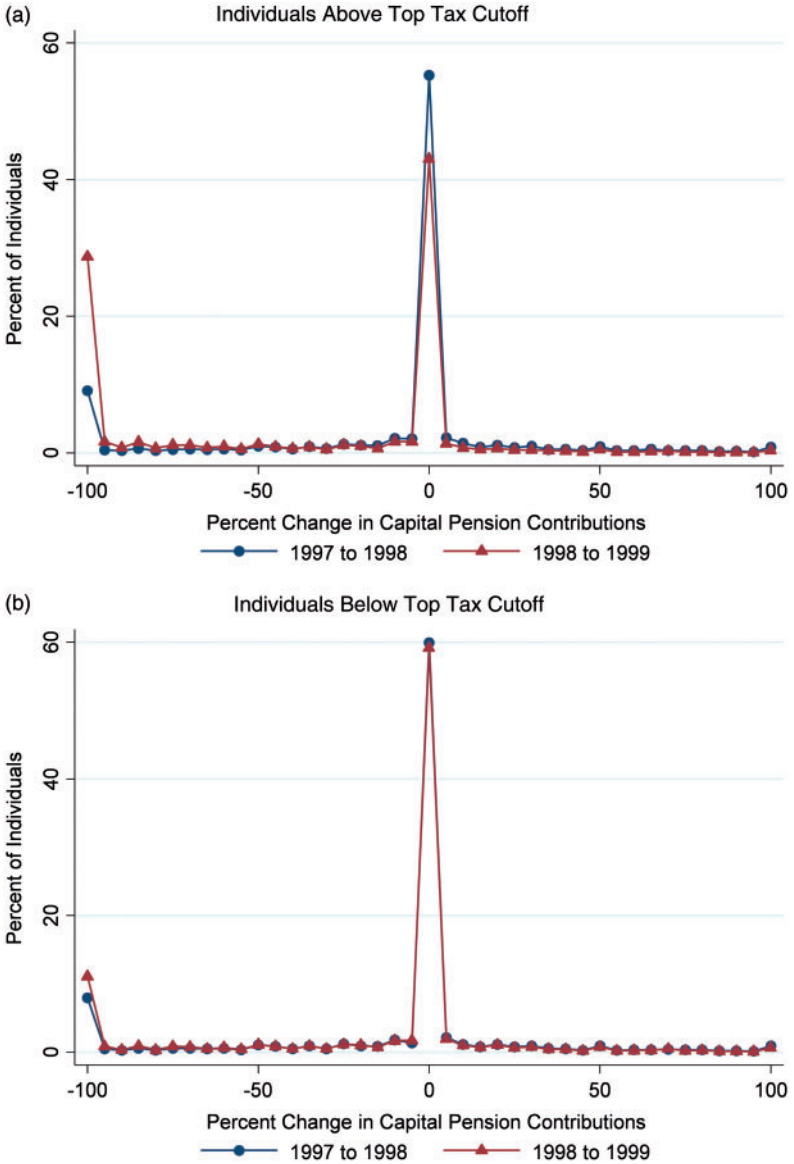 (a) Individuals Above Top Tax Cutoff
60
40
20
0
Percent of Individuals
-100 -50 0 50 100
Percent Change in Capital Pension Contributions
1997 to 1998 1998 to 1999
(b) Individuals Below Top Tax Cutoff
60
40
20
0
Percent of Individuals
-100 -50 0 50 100
Percent Change in Capital Pension Contributions
1997 to 1998 1998 to 1999